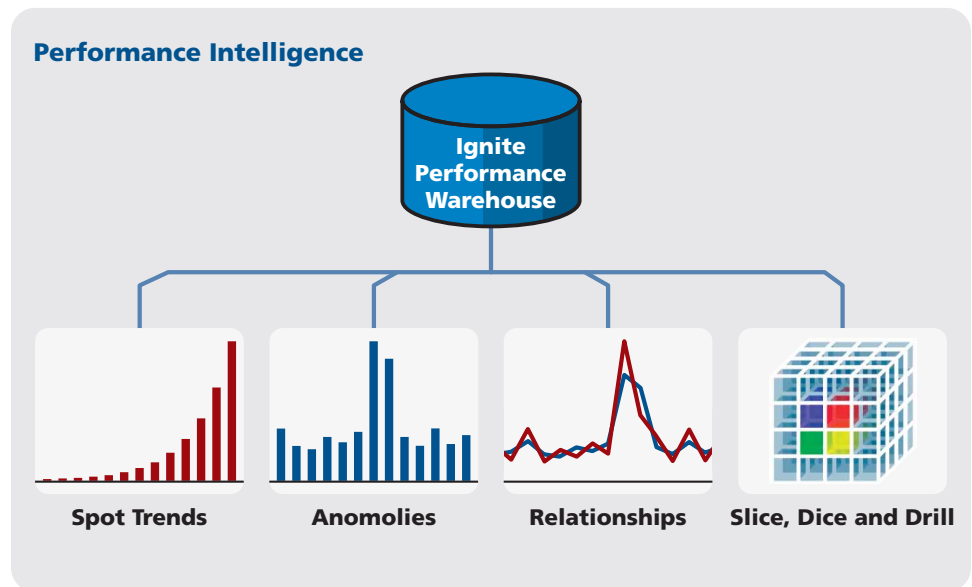 Performance Intelligence
Ignite
Performance
Warehouse
Spot Trends
Anomolies
Relationships
Slice, Dice and Drill